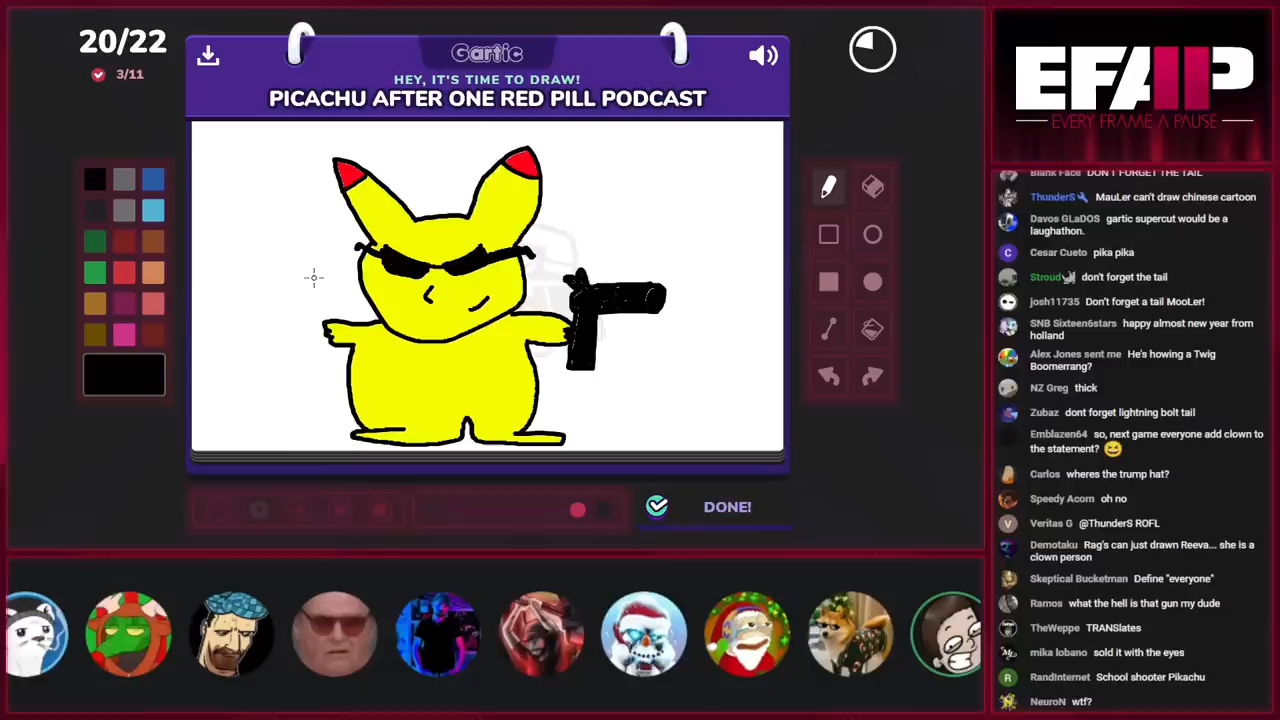 20/22
3/11
Gartic
HEY, IT'S TIME TO DRAW!
PICACHU AFTER ONE RED PILL PODCAST
DONE!
EFAP
EVERY FRAME A PAUSE
Blank Face DON'T FORGET THE TAIL
ThunderS MauLer can't draw chinese cartoon
Davos GLaDOS gartic supercut would be a
laughathon.
Cesar Cueto pika pika
Stroud don't forget the tail
josh11735 Don't forget a tail MooLer!
SNB Sixteen6stars happy almost new year from
holland
Alex Jones sent me He's howing a Twig
Boomerrang?
NZ Greg thick
Zubaz dont forget lightning bolt tail
Emblazen64 so, next game everyone add clown to
the statement?
Carlos wheres the trump hat?
Speedy Acorn oh no
V
Veritas G @ThunderS ROFL
Demotaku Rag's can just drawn Reeva... she is a
clown person
Skeptical Bucketman Define "everyone"
Ramos what the hell is that gun my dude
TheWeppe TRANSlates
mika lobano sold it with the eyes
R
RandInternet School shooter Pikachu
NeuroN wtf?